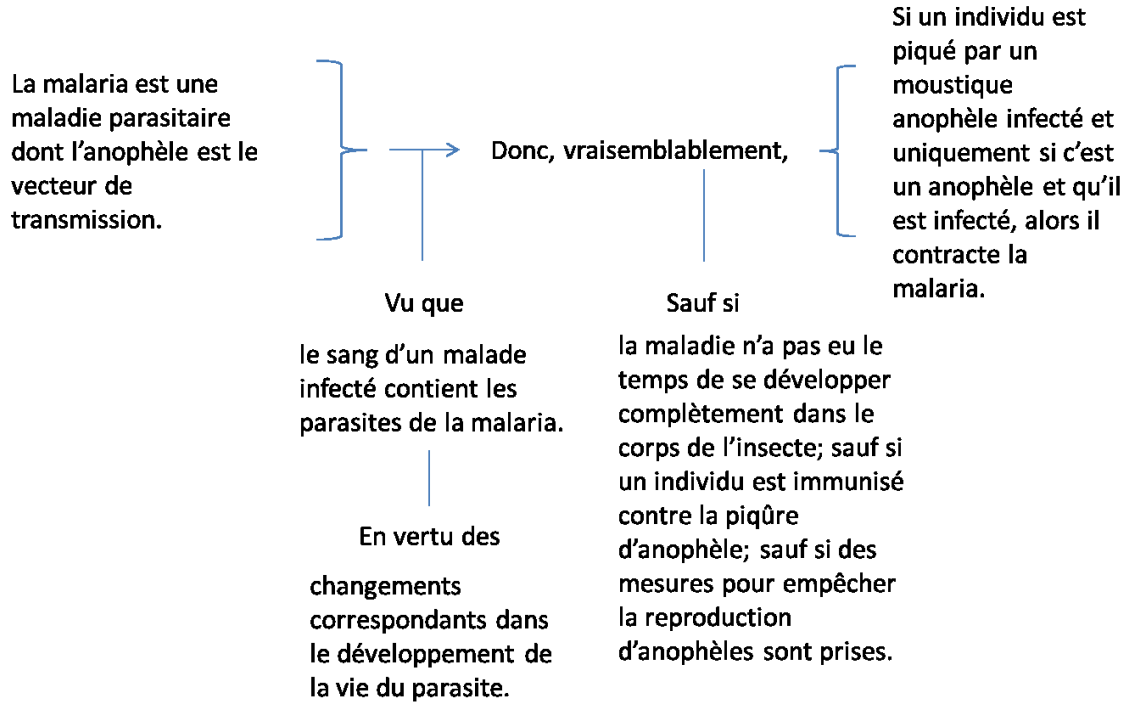 La malaria est une
maladie parasitaire
dont l’anophèle est le
vecteur de
transmission.
Donc, vraisemblablement,
Si un individu est
piqué par un
moustique
anophèle infecté et
uniquement si c’est
un anophèle et qu’il
est infecté, alors il
contracte la
malaria.
Vu que
le sang d’un malade
infecté contient les
parasites de la malaria.
En vertu des
changements
correspondants dans
le développement de
la vie du parasite.
Sauf si
la maladie n’a pas eu le
temps de se développer
complètement dans le
corps de l’insecte; sauf si
un individu est immunisé
contre la piqûre
d’anophèle; sauf si des
mesures pour empêcher
la reproduction
d’anophèles sont prises.